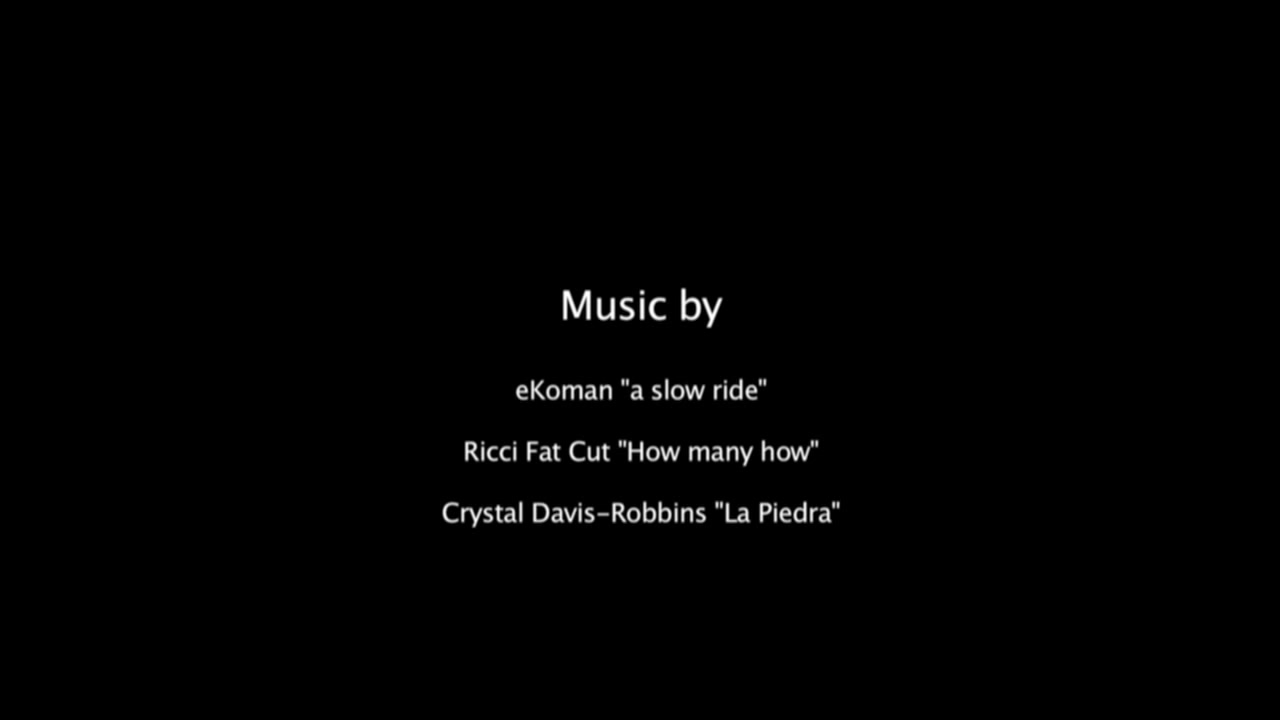 Music by
eKoman "a slow ride"
Ricci Fat Cut "How many how"
Crystal Davis-Robbins "La Piedra"